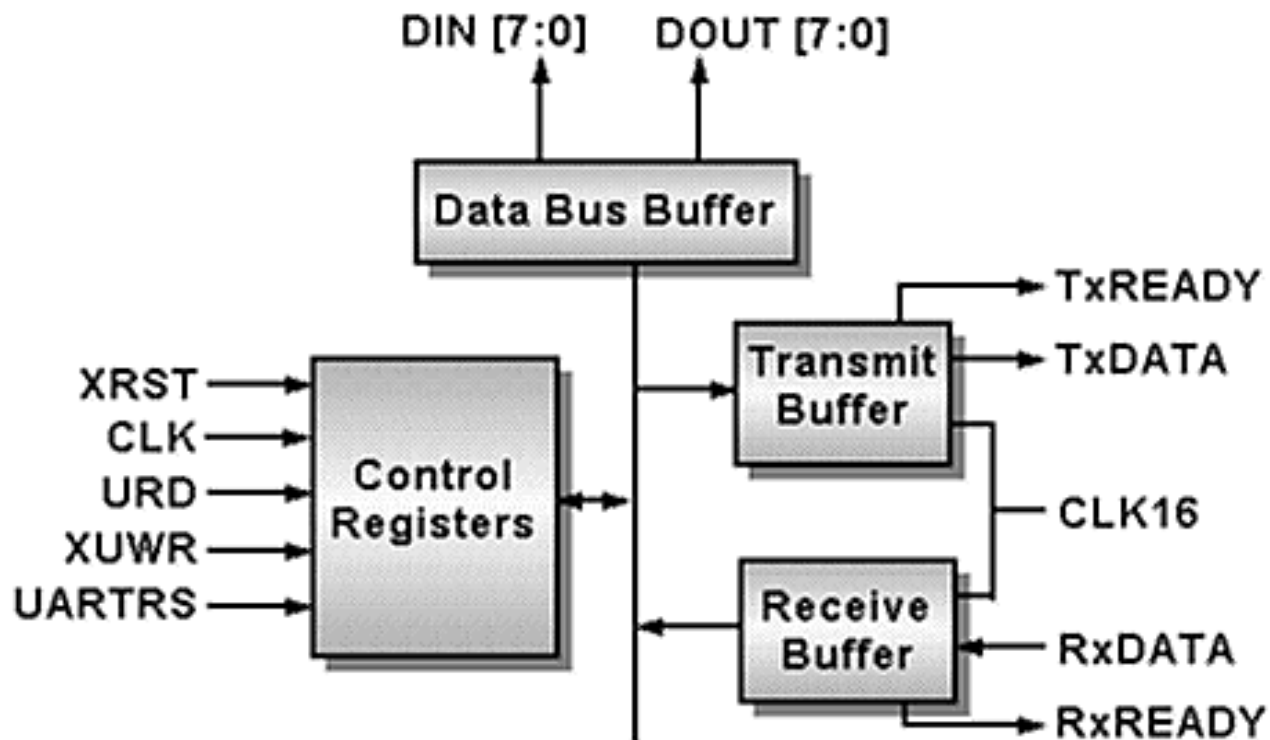 DIN [7:0]
DOUT [7:0]
Data Bus Buffer
TxREADY
Transmit
Buffer
TxDATA
XRST
CLK
URD
XUWR
UARTRS
Control
Registers
CLK16
Receive
Buffer
RxDATA
RxREADY